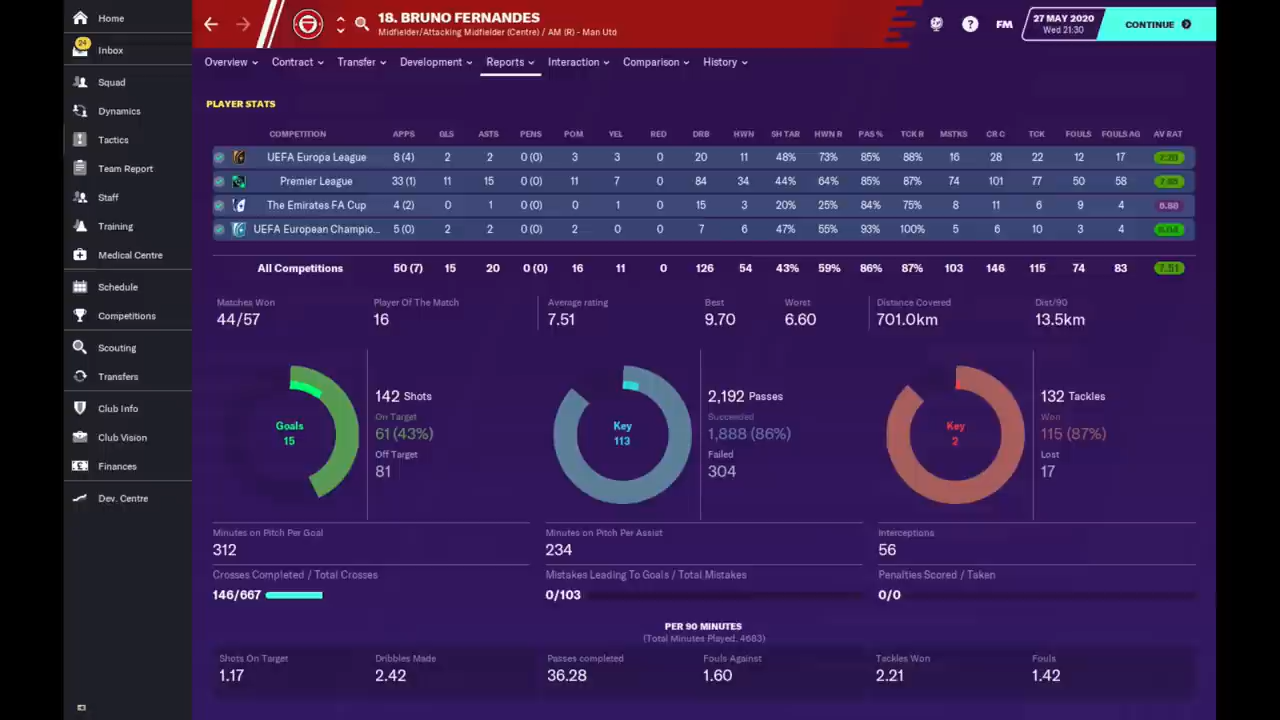 Home
24
Inbox
Squad
Dynamics
Tactics
Team Report
Staff
Training
Medical Centre
Schedule
Competitions
Scouting
Transfers
Club Info
Club Vision
Finances
Dev. Centre
18. BRUNO FERNANDES
Midfielder/Attacking Midfielder (Centre) / AM (R) - Man Utd
FM
27 MAY 2020
Wed 21:30
CONTINUE
Overview Contract Transfer Development Reports Interaction Comparison History
PLAYER STATS
COMPETITION APPS GLS ASTS PENS POM YEL RED DRB HWN SH TAR HWN R PAS % TCK R MSTKS CR C TCK FOULS FOULS AG AV RAT
UEFA Europa League 8 (4) 2 2 0 (0) 3 3 0 20 11 48% 73% 85% 88% 16 28 22 12 17 7.20
Premier League 33 (1) 11 15 0 (0) 11 7 0 84 34 44% 64% 85% 87% 74 101 77 50 58 7.65
The Emirates FA Cup 4 (2) 0 1 0 (0) 0 1 0 15 3 20% 25% 84% 75% 8 11 6 9 4 6.88
UEFA European Champio... 5 (0) 2 2 0 (0) 2 0 0 7 6 47% 55% 93% 100% 5 6 10 3 4
All Competitions 50 (7) 15 20 0 (0) 16 11 0 126 54 43% 59% 86% 87% 103 146 115 74 83 7.51
Matches Won Player Of The Match Average rating Best Worst Distance Covered Dist/90
44/57 16 7.51 9.70 6.60 701.0km 13.5km
Goals
15
142 Shots
On Target
61 (43%)
Off Target
81
Key
113
2,192 Passes
Succeeded
1,888 (86%)
Failed
304
Key
2
132 Tackles
Won
115 (87%)
Lost
17
Minutes on Pitch Per Goal Minutes on Pitch Per Assist Interceptions
312 234 56
Crosses Completed / Total Crosses Mistakes Leading To Goals / Total Mistakes Penalties Scored / Taken
146/667 0/103 0/0
PER 90 MINUTES
(Total Minutes Played, 4683)
Shots On Target Dribbles Made Passes completed Fouls Against Tackles Won Fouls
1.17 2.42 36.28 1.60 2.21 1.42